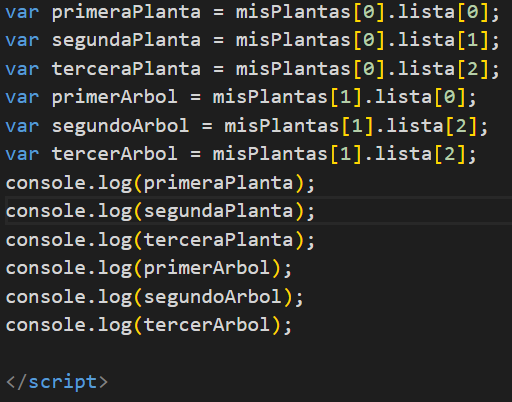 var primeraPlanta = misPlantas[0].lista[0];
var segundaPlanta = misPlantas[0].lista[1];
var terceraPlanta = misPlantas[0].lista[2];
var primerArbol = misPlantas[1].lista[0];
var segundoArbol = misPlantas[1].lista[2];
var tercerArbol = misPlantas[1].lista[2];
console.log(primeraPlanta);
console.log(segundaPlanta);
console.log(terceraPlanta);
console.log(primerArbol);
console.log(segundoArbol);
console.log(tercerArbol);
</script>